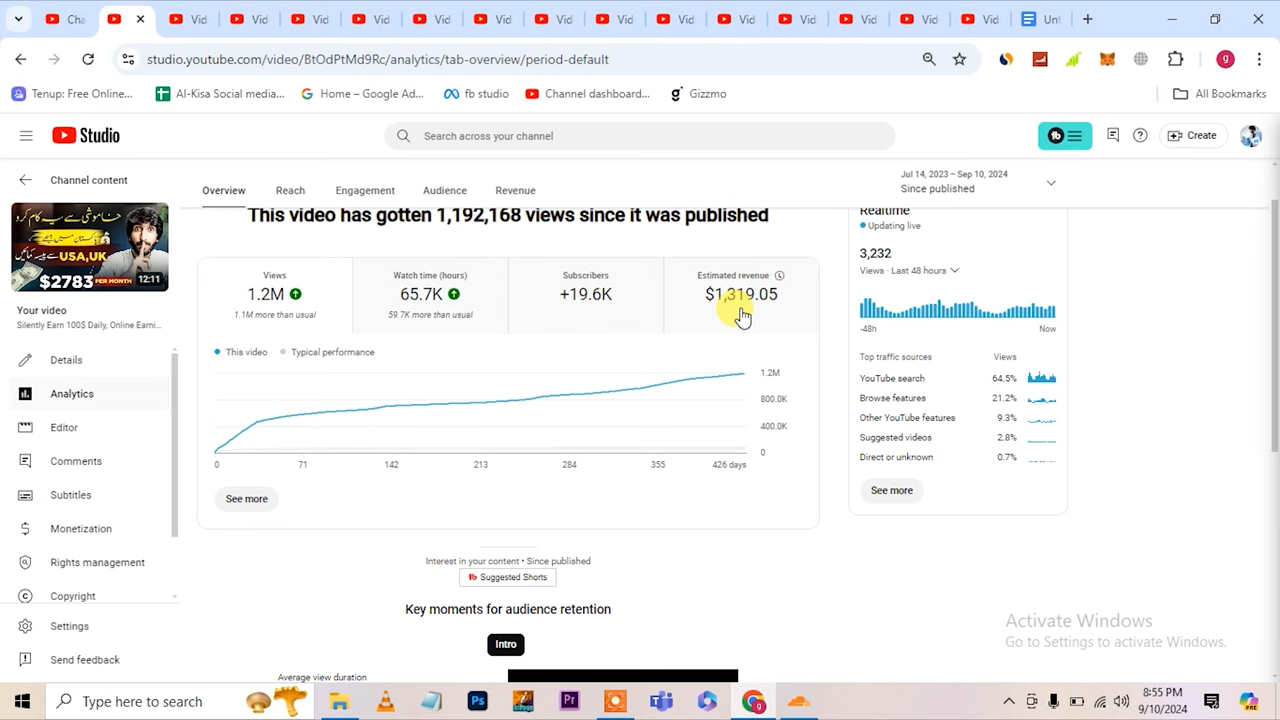 Cha
Vid
Vid
Vid
Vid
Vid
Vid
Vid
Vid
Vid
Vid
Vid
Vid
Vid
Vid
Unt
studio.youtube.com/video/BtOdPtMd9Rc/analytics/tab-overview/period-default
Tenup: Free Online...
Al-Kisa Social media...
Home – Google Ad...
fb studio
Channel dashboard...
Gizzmo
All Bookmarks
Studio
Search across your channel
Create
Channel content
Overview
Reach
Engagement
Audience
Revenue
Jul 14, 2023 – Sep 10, 2024
Since published
خاموشی سے یہ کام کرو
پاکستان میں بیٹھے
USA,UK سے پیسہ کمائیں
$2783 PER MONTH
12:11
Your video
Silently Earn 100$ Daily, Online Earni...
Details
Analytics
Editor
Comments
Subtitles
Monetization
Rights management
Copyright
Settings
Send feedback
This video has gotten 1,192,168 views since it was published
Views
1.2M
1.1M more than usual
Watch time (hours)
65.7K
59.7K more than usual
Subscribers
+19.6K
Estimated revenue
$1,319.05
This video
Typical performance
1.2M
800.0K
400.0K
0
0 71 142 213 284 355 426 days
See more
Realtime
Updating live
3,232
Views · Last 48 hours
-48h Now
Top traffic sources Views
YouTube search 64.5%
Browse features 21.2%
Other YouTube features 9.3%
Suggested videos 2.8%
Direct or unknown 0.7%
See more
Interest in your content • Since published
Suggested Shorts
Key moments for audience retention
Intro
Average view duration
Activate Windows
Go to Settings to activate Windows.
Type here to search
8:55 PM
9/10/2024